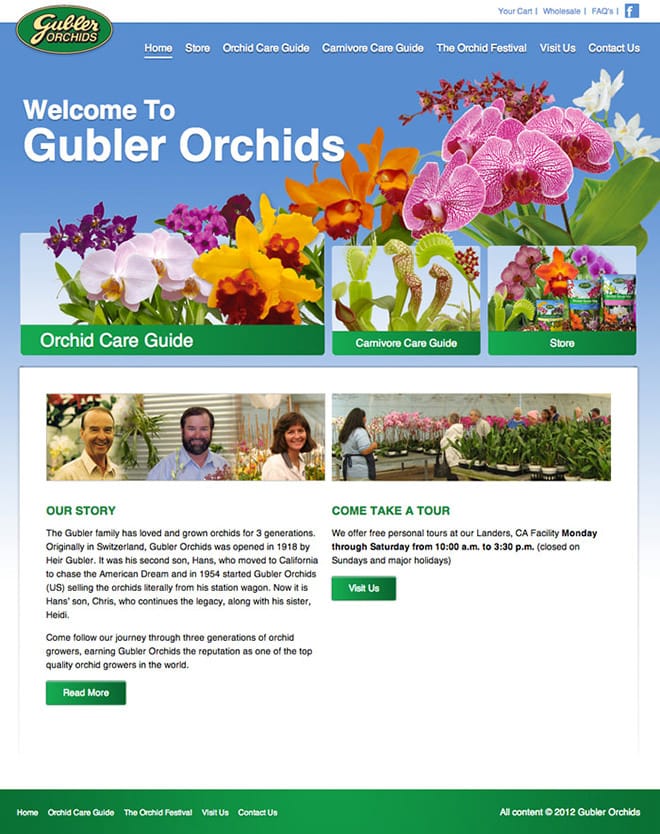 Your Cart | Wholesale | FAQ's | f
Gubler
ORCHIDS
Home Store Orchid Care Guide Carnivore Care Guide The Orchid Festival Visit Us Contact Us
Welcome To
Gubler Orchids
Orchid Care Guide
Carnivore Care Guide
Store
OUR STORY
The Gubler family has loved and grown orchids for 3 generations.
Originally in Switzerland, Gubler Orchids was opened in 1918 by
Heir Gubler. It was his second son, Hans, who moved to California
to chase the American Dream and in 1954 started Gubler Orchids
(US) selling the orchids literally from his station wagon. Now it is
Hans' son, Chris, who continues the legacy, along with his sister,
Heidi.
Come follow our journey through three generations of orchid
growers, earning Gubler Orchids the reputation as one of the top
quality orchid growers in the world.
Read More
COME TAKE A TOUR
We offer free personal tours at our Landers, CA Facility Monday
through Saturday from 10:00 a.m. to 3:30 p.m. (closed on
Sundays and major holidays)
Visit Us
Home Orchid Care Guide The Orchid Festival Visit Us Contact Us
All content © 2012 Gubler Orchids